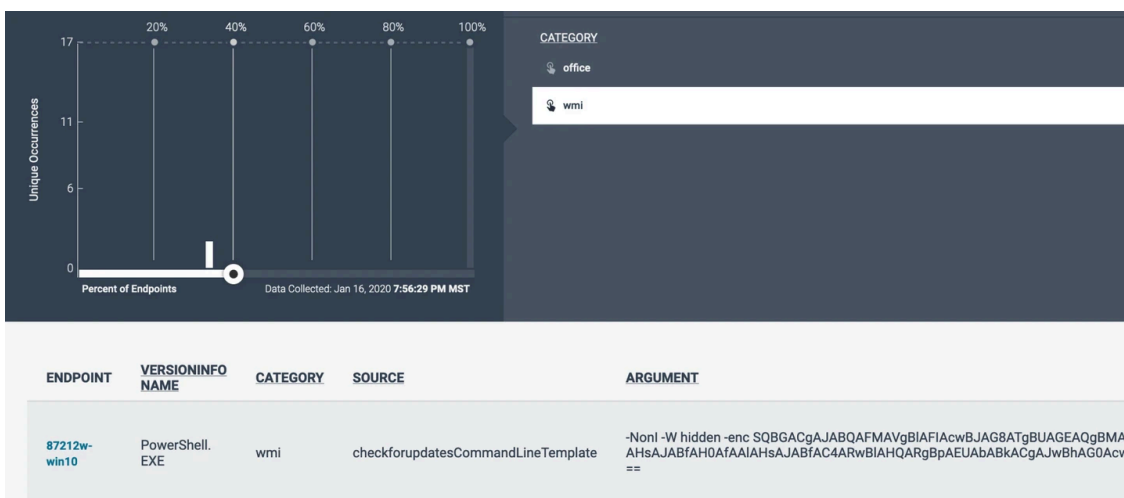 20% 40% 60% 80% 100%
17
11
6
0
Unique Occurrences
Percent of Endpoints
Data Collected: Jan 16, 2020 7:56:29 PM MST
CATEGORY
office
wmi
ENDPOINT VERSIONINFO NAME CATEGORY SOURCE ARGUMENT
87212w-win10
PowerShell.EXE
wmi
checkforupdatesCommandLineTemplate
-NonI -W hidden -enc SQBGACgAJABQAFMAVgBlAFIAcwBJAG8ATgBUAGEAQgBMA
AHsAJABfAH0AfAAlAHsAJABfAC4ARwBlAHQARgBpAEUAbABkACgAJwBhAG0Acw
==